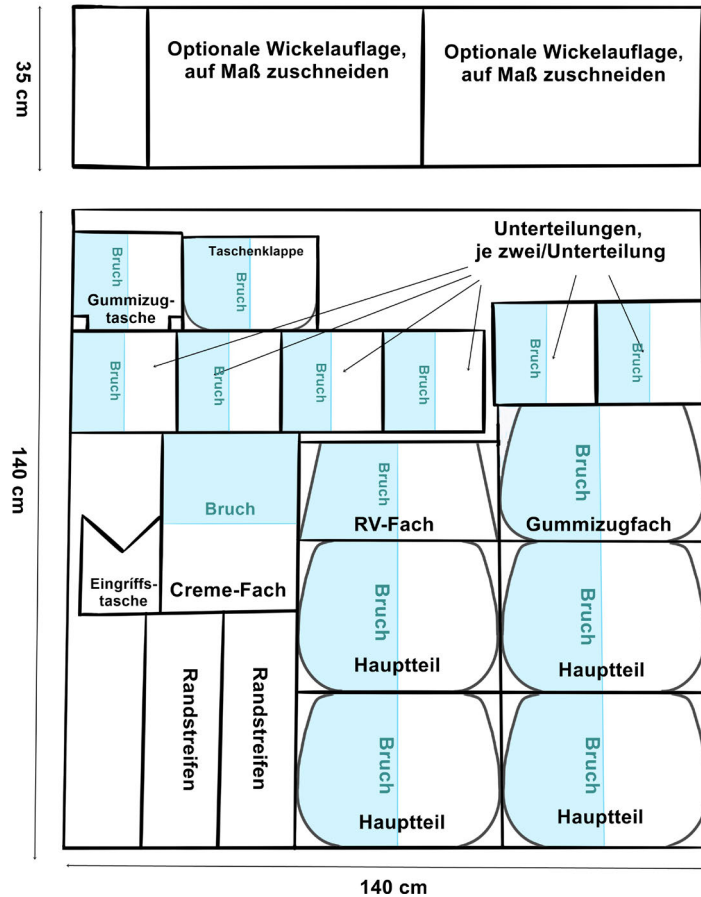 35 cm
Optionale Wickelauflage,
auf Maß zuschneiden
Optionale Wickelauflage,
auf Maß zuschneiden
140 cm
Unterteilungen,
je zwei/Unterteilung
Bruch
Gummizug-
tasche
Taschenklappe
Bruch
Bruch
Bruch
Bruch
Bruch
Bruch
Bruch
Bruch
Creme-Fach
Bruch
RV-Fach
Bruch
Gummizugfach
Eingriffs-
tasche
Bruch
Hauptteil
Bruch
Hauptteil
Randstreifen
Randstreifen
Bruch
Hauptteil
Bruch
Hauptteil
140 cm